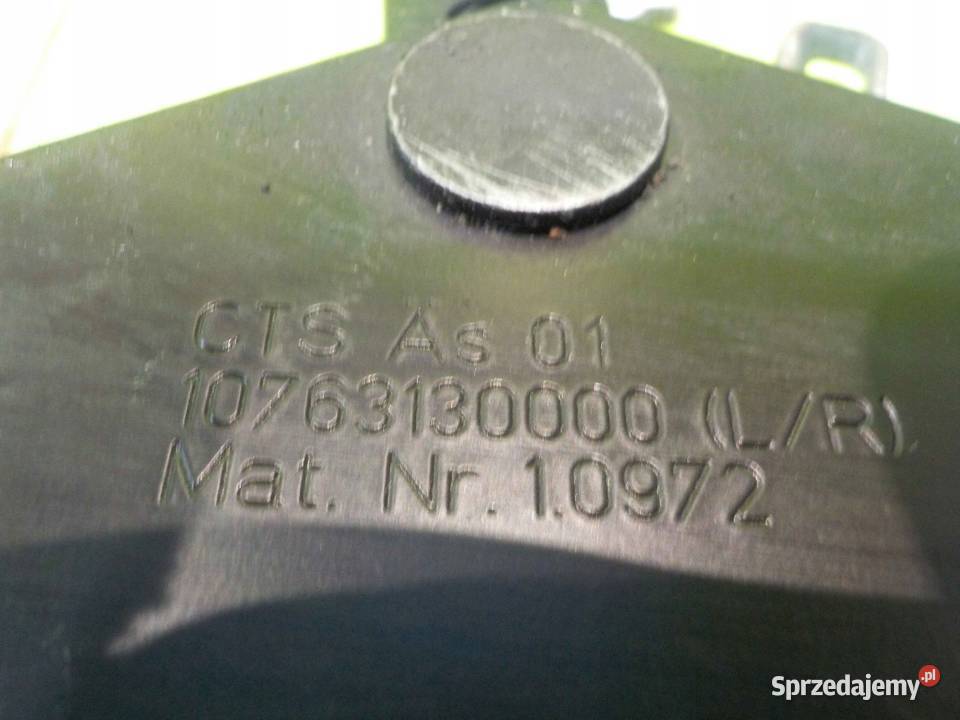 CTS As 01
10763130000 (L/R)
Mat. Nr. 1.0972
Sprzedajemy.pl